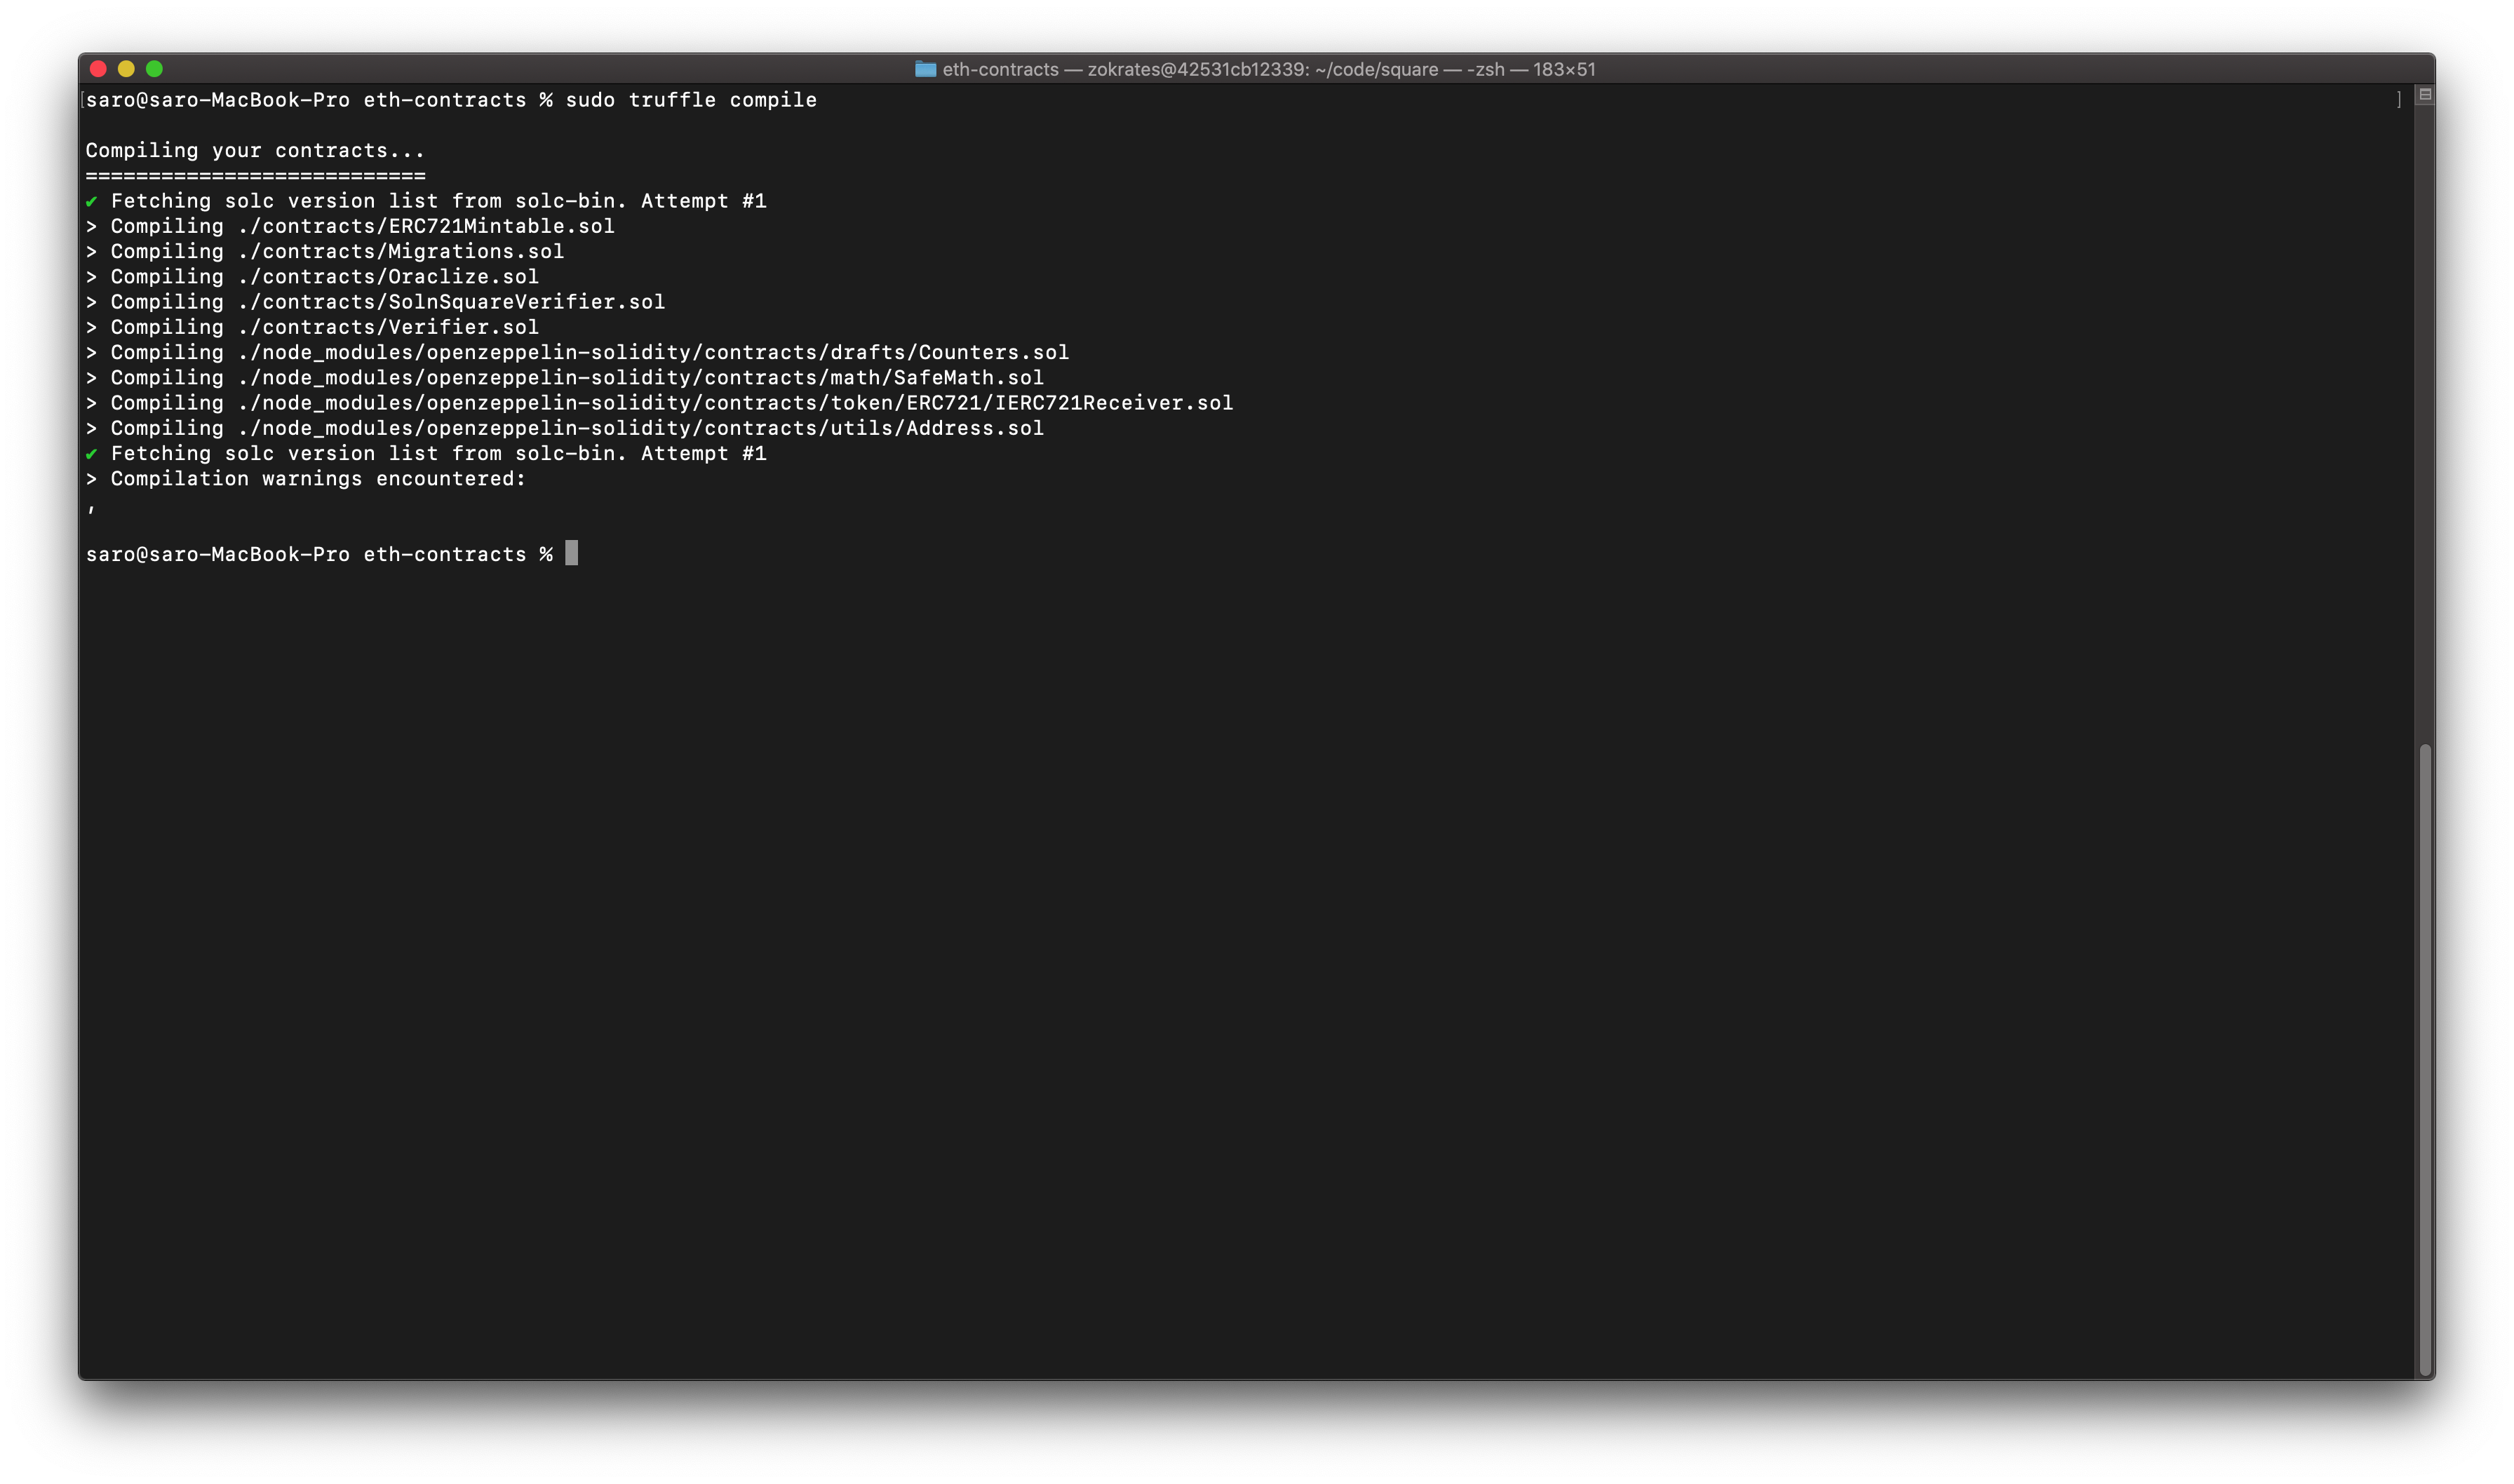 eth-contracts — zokrates@42531cb12339: ~/code/square — -zsh — 183×51
[saro@saro-MacBook-Pro eth-contracts % sudo truffle compile ]
Compiling your contracts...
===========================
✔ Fetching solc version list from solc-bin. Attempt #1
> Compiling ./contracts/ERC721Mintable.sol
> Compiling ./contracts/Migrations.sol
> Compiling ./contracts/Oraclize.sol
> Compiling ./contracts/SolnSquareVerifier.sol
> Compiling ./contracts/Verifier.sol
> Compiling ./node_modules/openzeppelin-solidity/contracts/drafts/Counters.sol
> Compiling ./node_modules/openzeppelin-solidity/contracts/math/SafeMath.sol
> Compiling ./node_modules/openzeppelin-solidity/contracts/token/ERC721/IERC721Receiver.sol
> Compiling ./node_modules/openzeppelin-solidity/contracts/utils/Address.sol
✔ Fetching solc version list from solc-bin. Attempt #1
> Compilation warnings encountered:
,
saro@saro-MacBook-Pro eth-contracts %